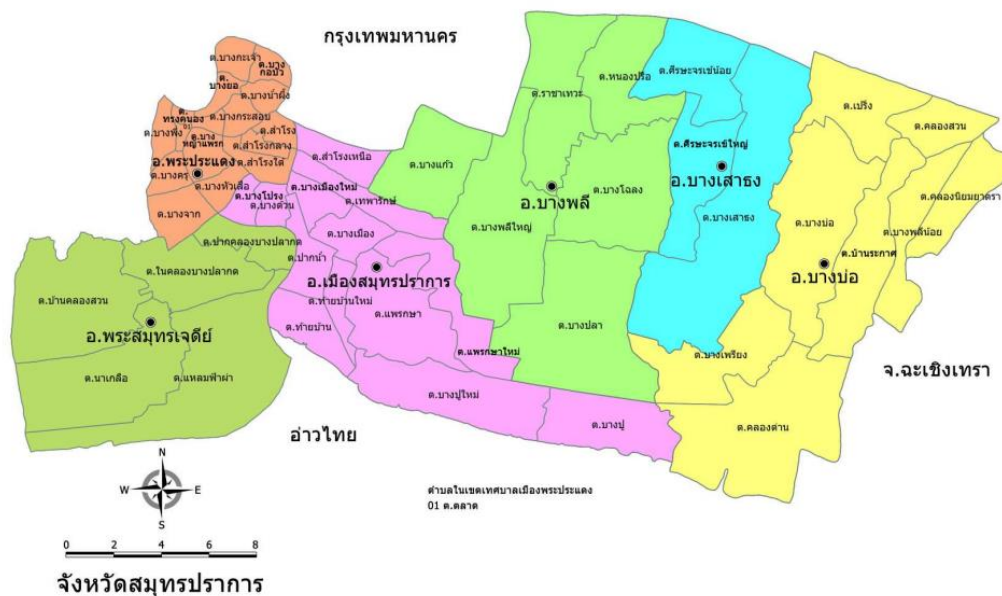 กรุงเทพมหานคร
ต.บางกะเจ้า
ต.บาง
กอบัว
ต.
บางยอ
ต.บางน้ำผึ้ง
ต.
ทรงคนอง
ต.บางกระสอบ
01
ต.บางพึ่ง
ต.บาง
หญ้าแพรก
ต.สำโรง
ต.สำโรงกลาง
อ.พระประแดง
ต.สำโรงใต้
ต.บางครุ
ต.บางหัวเสือ
ต.บางจาก
ต.สำโรงเหนือ
ต.บางเมืองใหม่
ต.เทพารักษ์
ต.บางโปรง
ต.บางด้วน
ต.บางเมือง
ต.ปากน้ำ
อ.เมืองสมุทรปราการ
ต.ท้ายบ้านใหม่
ต.แพรกษา
ต.ท้ายบ้าน
ต.แพรกษาใหม่
ต.บางปูใหม่
ต.บางปู
ต.ปากคลองบางปลากด
ต.ในคลองบางปลากด
ต.บ้านคลองสวน
อ.พระสมุทรเจดีย์
ต.นาเกลือ
ต.แหลมฟ้าผ่า
ต.หนองปรือ
ต.ราชาเทวะ
ต.บางแก้ว
ต.บางโฉลง
อ.บางพลี
ต.บางพลีใหญ่
ต.บางปลา
ต.ศีรษะจรเข้น้อย
ต.ศีรษะจรเข้ใหญ่
อ.บางเสาธง
ต.บางเสาธง
ต.เปร็ง
ต.คลองสวน
ต.คลองนิยมยาตรา
ต.บางบ่อ
ต.บางพลีน้อย
ต.บ้านระกาศ
อ.บางบ่อ
ต.บางเพรียง
ต.คลองด่าน
จ.ฉะเชิงเทรา
อ่าวไทย
N
W E
S
ตำบลในเขตเทศบาลเมืองพระประแดง
01 ต.ตลาด
0 2 4 6 8
จังหวัดสมุทรปราการ